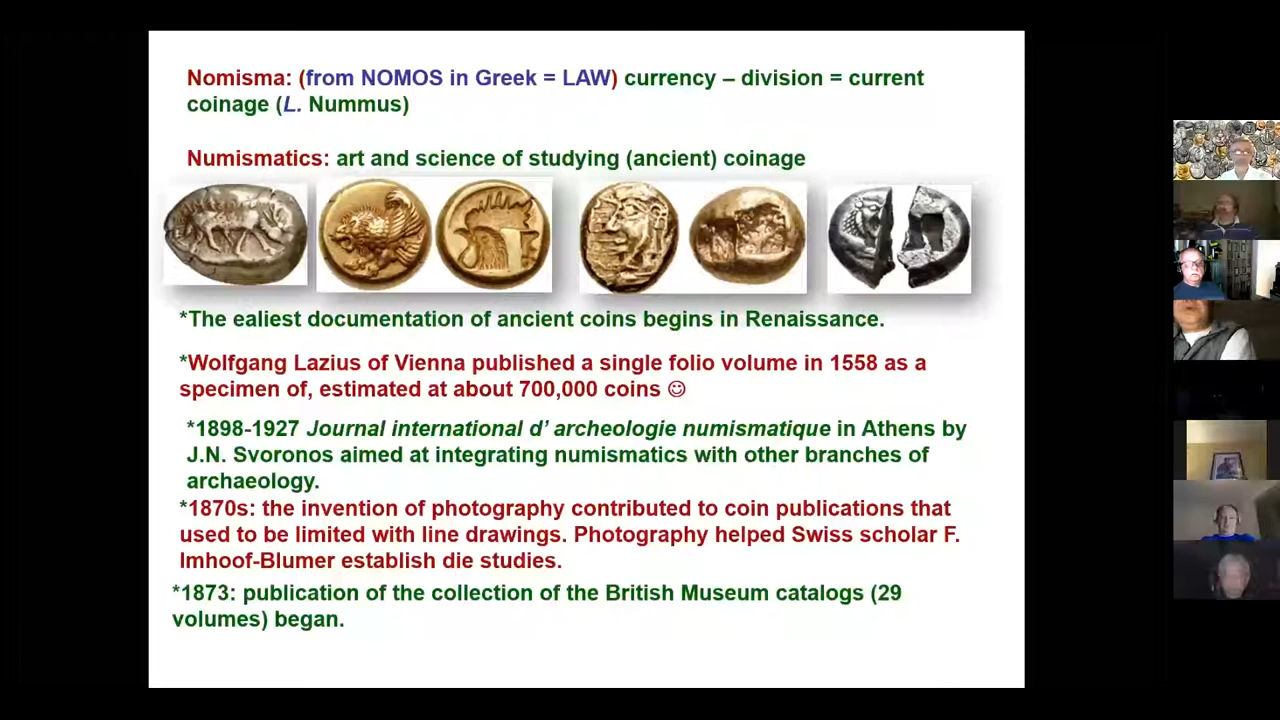 Nomisma: (from NOMOS in Greek = LAW) currency – division = current
coinage (L. Nummus)
Numismatics: art and science of studying (ancient) coinage
*The ealiest documentation of ancient coins begins in Renaissance.
*Wolfgang Lazius of Vienna published a single folio volume in 1558 as a
specimen of, estimated at about 700,000 coins ☺
*1898-1927 Journal international d’ archeologie numismatique in Athens by
J.N. Svoronos aimed at integrating numismatics with other branches of
archaeology.
*1870s: the invention of photography contributed to coin publications that
used to be limited with line drawings. Photography helped Swiss scholar F.
Imhoof-Blumer establish die studies.
*1873: publication of the collection of the British Museum catalogs (29
volumes) began.